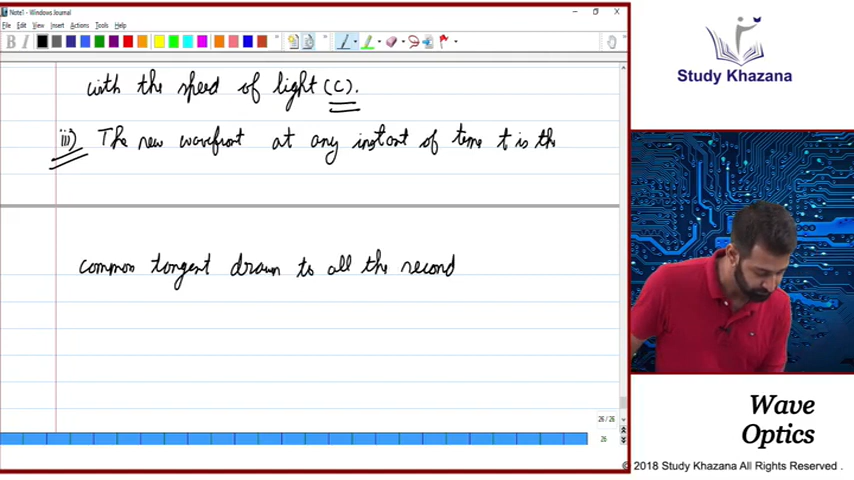 Note1 - Windows Journal
File Edit View Insert Actions Tools Help
with the speed of light (c).
iii) The new wavefront at any instant of time t is the
common tangent drawn to all the second
26 / 26
26
Study Khazana
Wave
Optics
© 2018 Study Khazana All Rights Reserved .